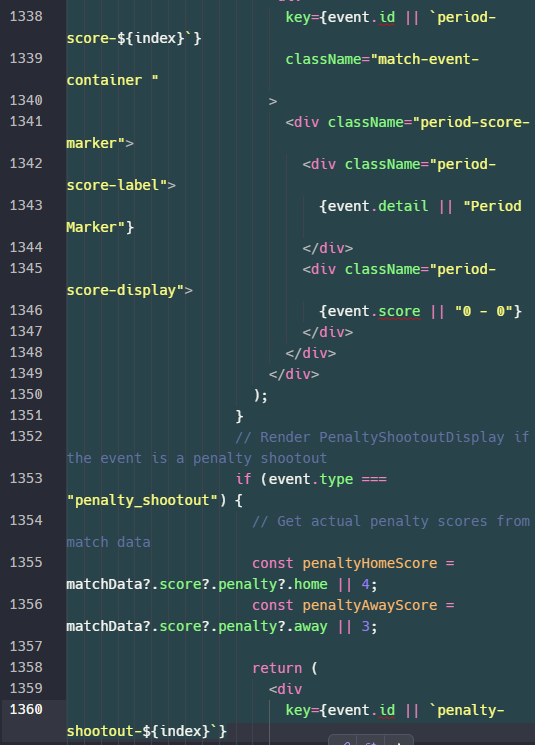 1338 key={event.id || `period-
score-${index}`}
1339 className="match-event-
container "
1340 >
1341 <div className="period-score-
marker">
1342 <div className="period-
score-label">
1343 {event.detail || "Period
Marker"}
1344 </div>
1345 <div className="period-
score-display">
1346 {event.score || "0 - 0"}
1347 </div>
1348 </div>
1349 </div>
1350 );
1351 }
1352 // Render PenaltyShootoutDisplay if
the event is a penalty shootout
1353 if (event.type ===
"penalty_shootout") {
1354 // Get actual penalty scores from
match data
1355 const penaltyHomeScore =
matchData?.score?.penalty?.home || 4;
1356 const penaltyAwayScore =
matchData?.score?.penalty?.away || 3;
1357
1358 return (
1359 <div
1360 key={event.id || `penalty-
shootout-${index}`}